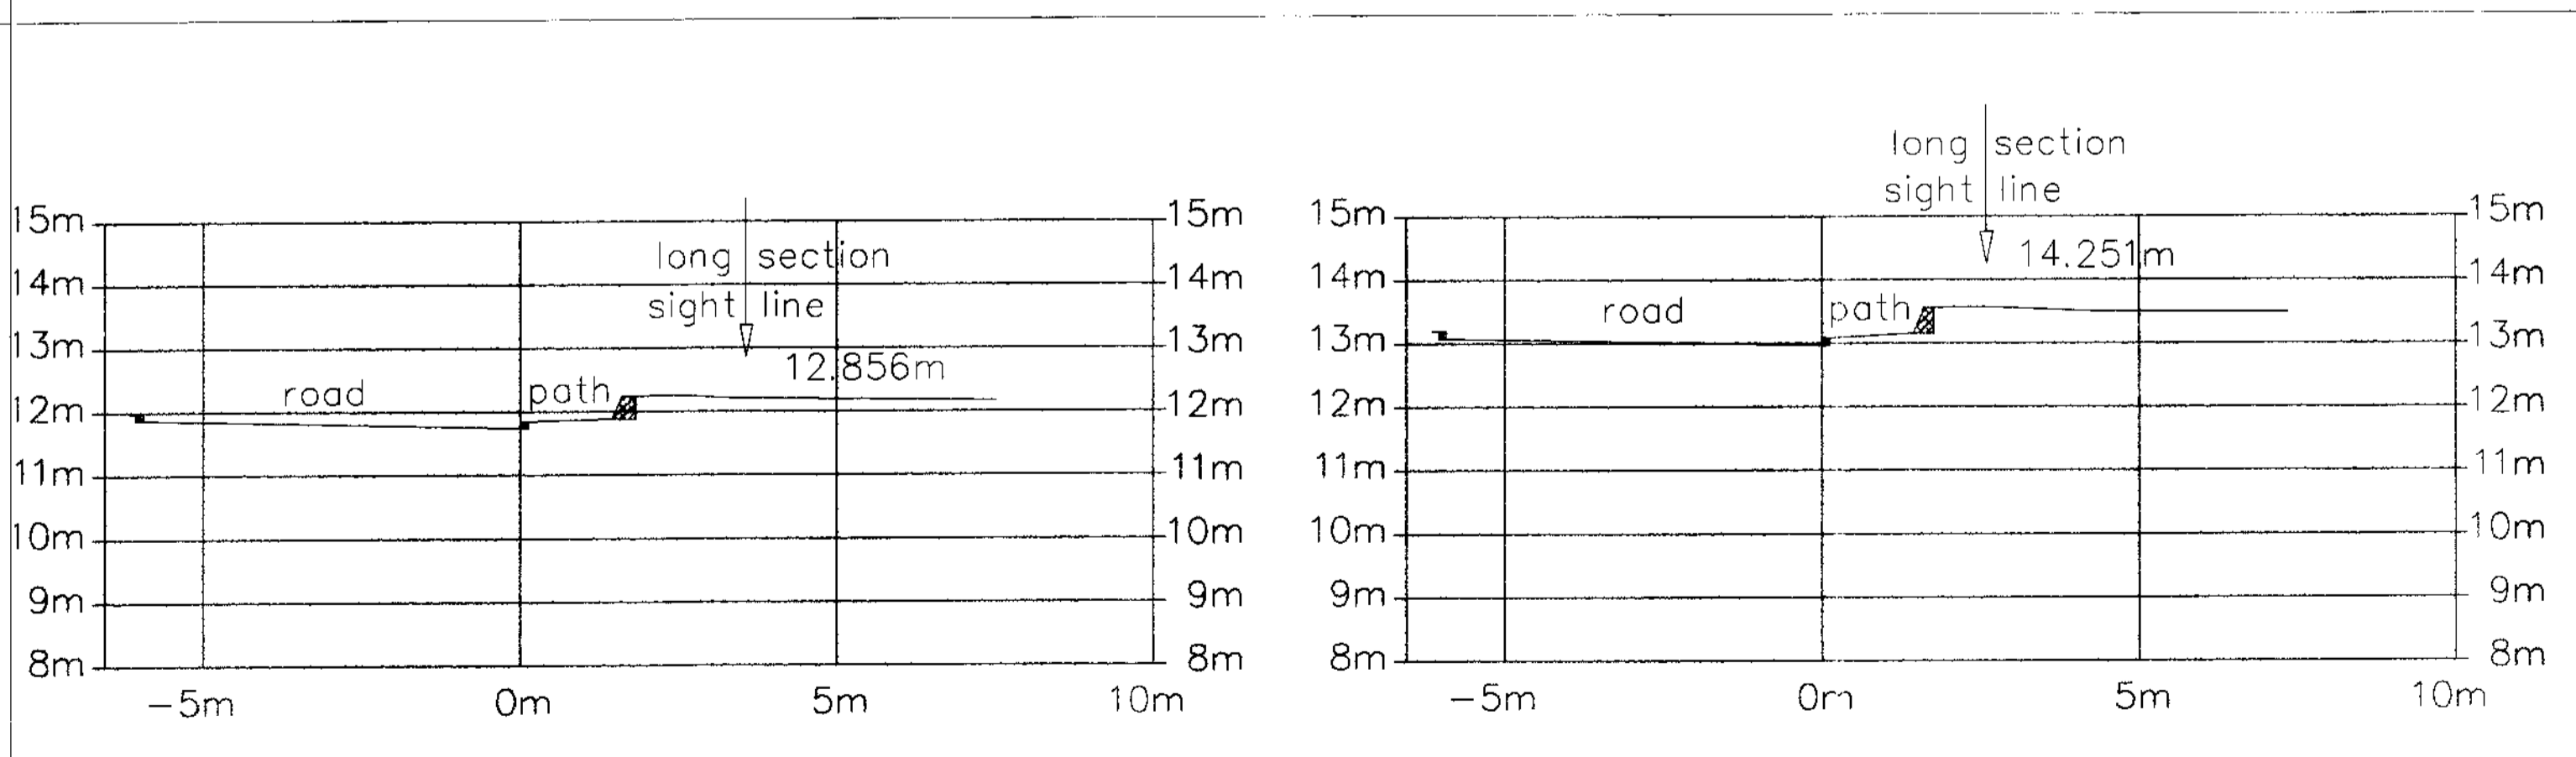 long section
sight line
15m 15m 15m 15m
long section
14.251m
14m 14m 14m 14m
sight line
road path
13m 13m 13m 13m
12.856m
road path
12m 12m 12m 12m
11m 11m 11m 11m
10m 10m 10m 10m
9m 9m 9m 9m
8m 8m 8m 8m
-5m 0m 5m 10m -5m 0m 5m 10m